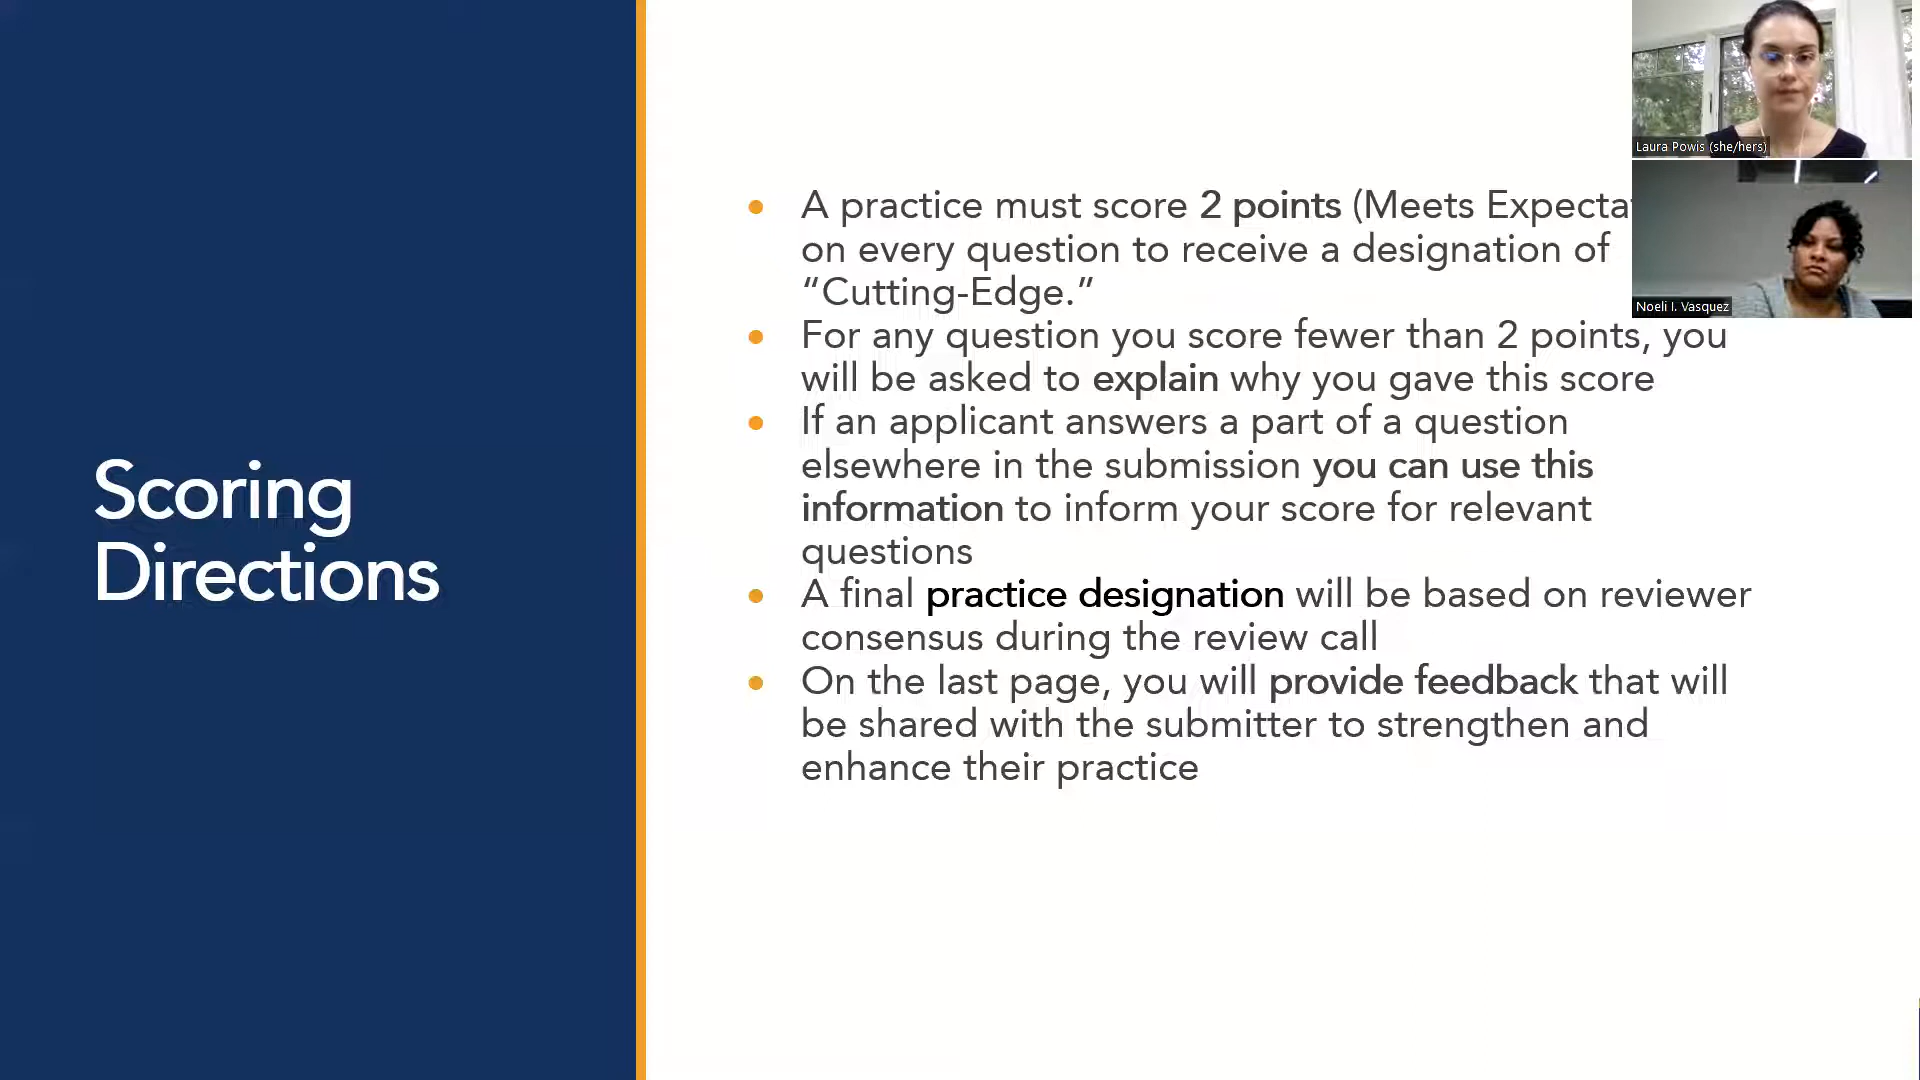 Scoring
Directions
A practice must score 2 points (Meets
on every question to receive a designation of
“Cutting-Edge.”
For any question you score fewer than 2 points, you
will be asked to explain why you gave this score
If an applicant answers a part of a question
elsewhere in the submission you can use this
information to inform your score for relevant
questions
A final practice designation will be based on reviewer
consensus during the review call
On the last page, you will provide feedback that will
be shared with the submitter to strengthen and
enhance their practice
Laura Powis (she/hers)
Noeli I. Vasquez